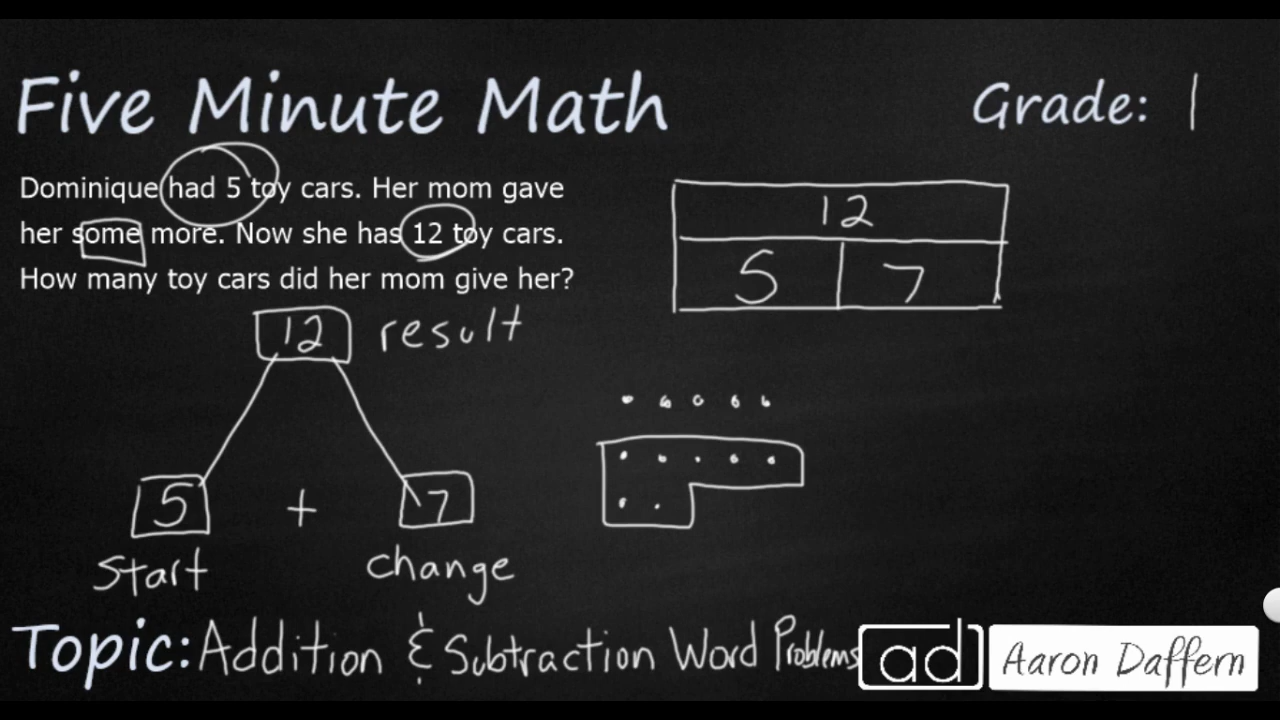 Five Minute Math
Grade: 1
Dominique had 5 toy cars. Her mom gave
her some more. Now she has 12 toy cars.
How many toy cars did her mom give her?
12
5 7
12 result
5 + 7
Start change
Topic: Addition & Subtraction Word Problems
ad Aaron Daffern